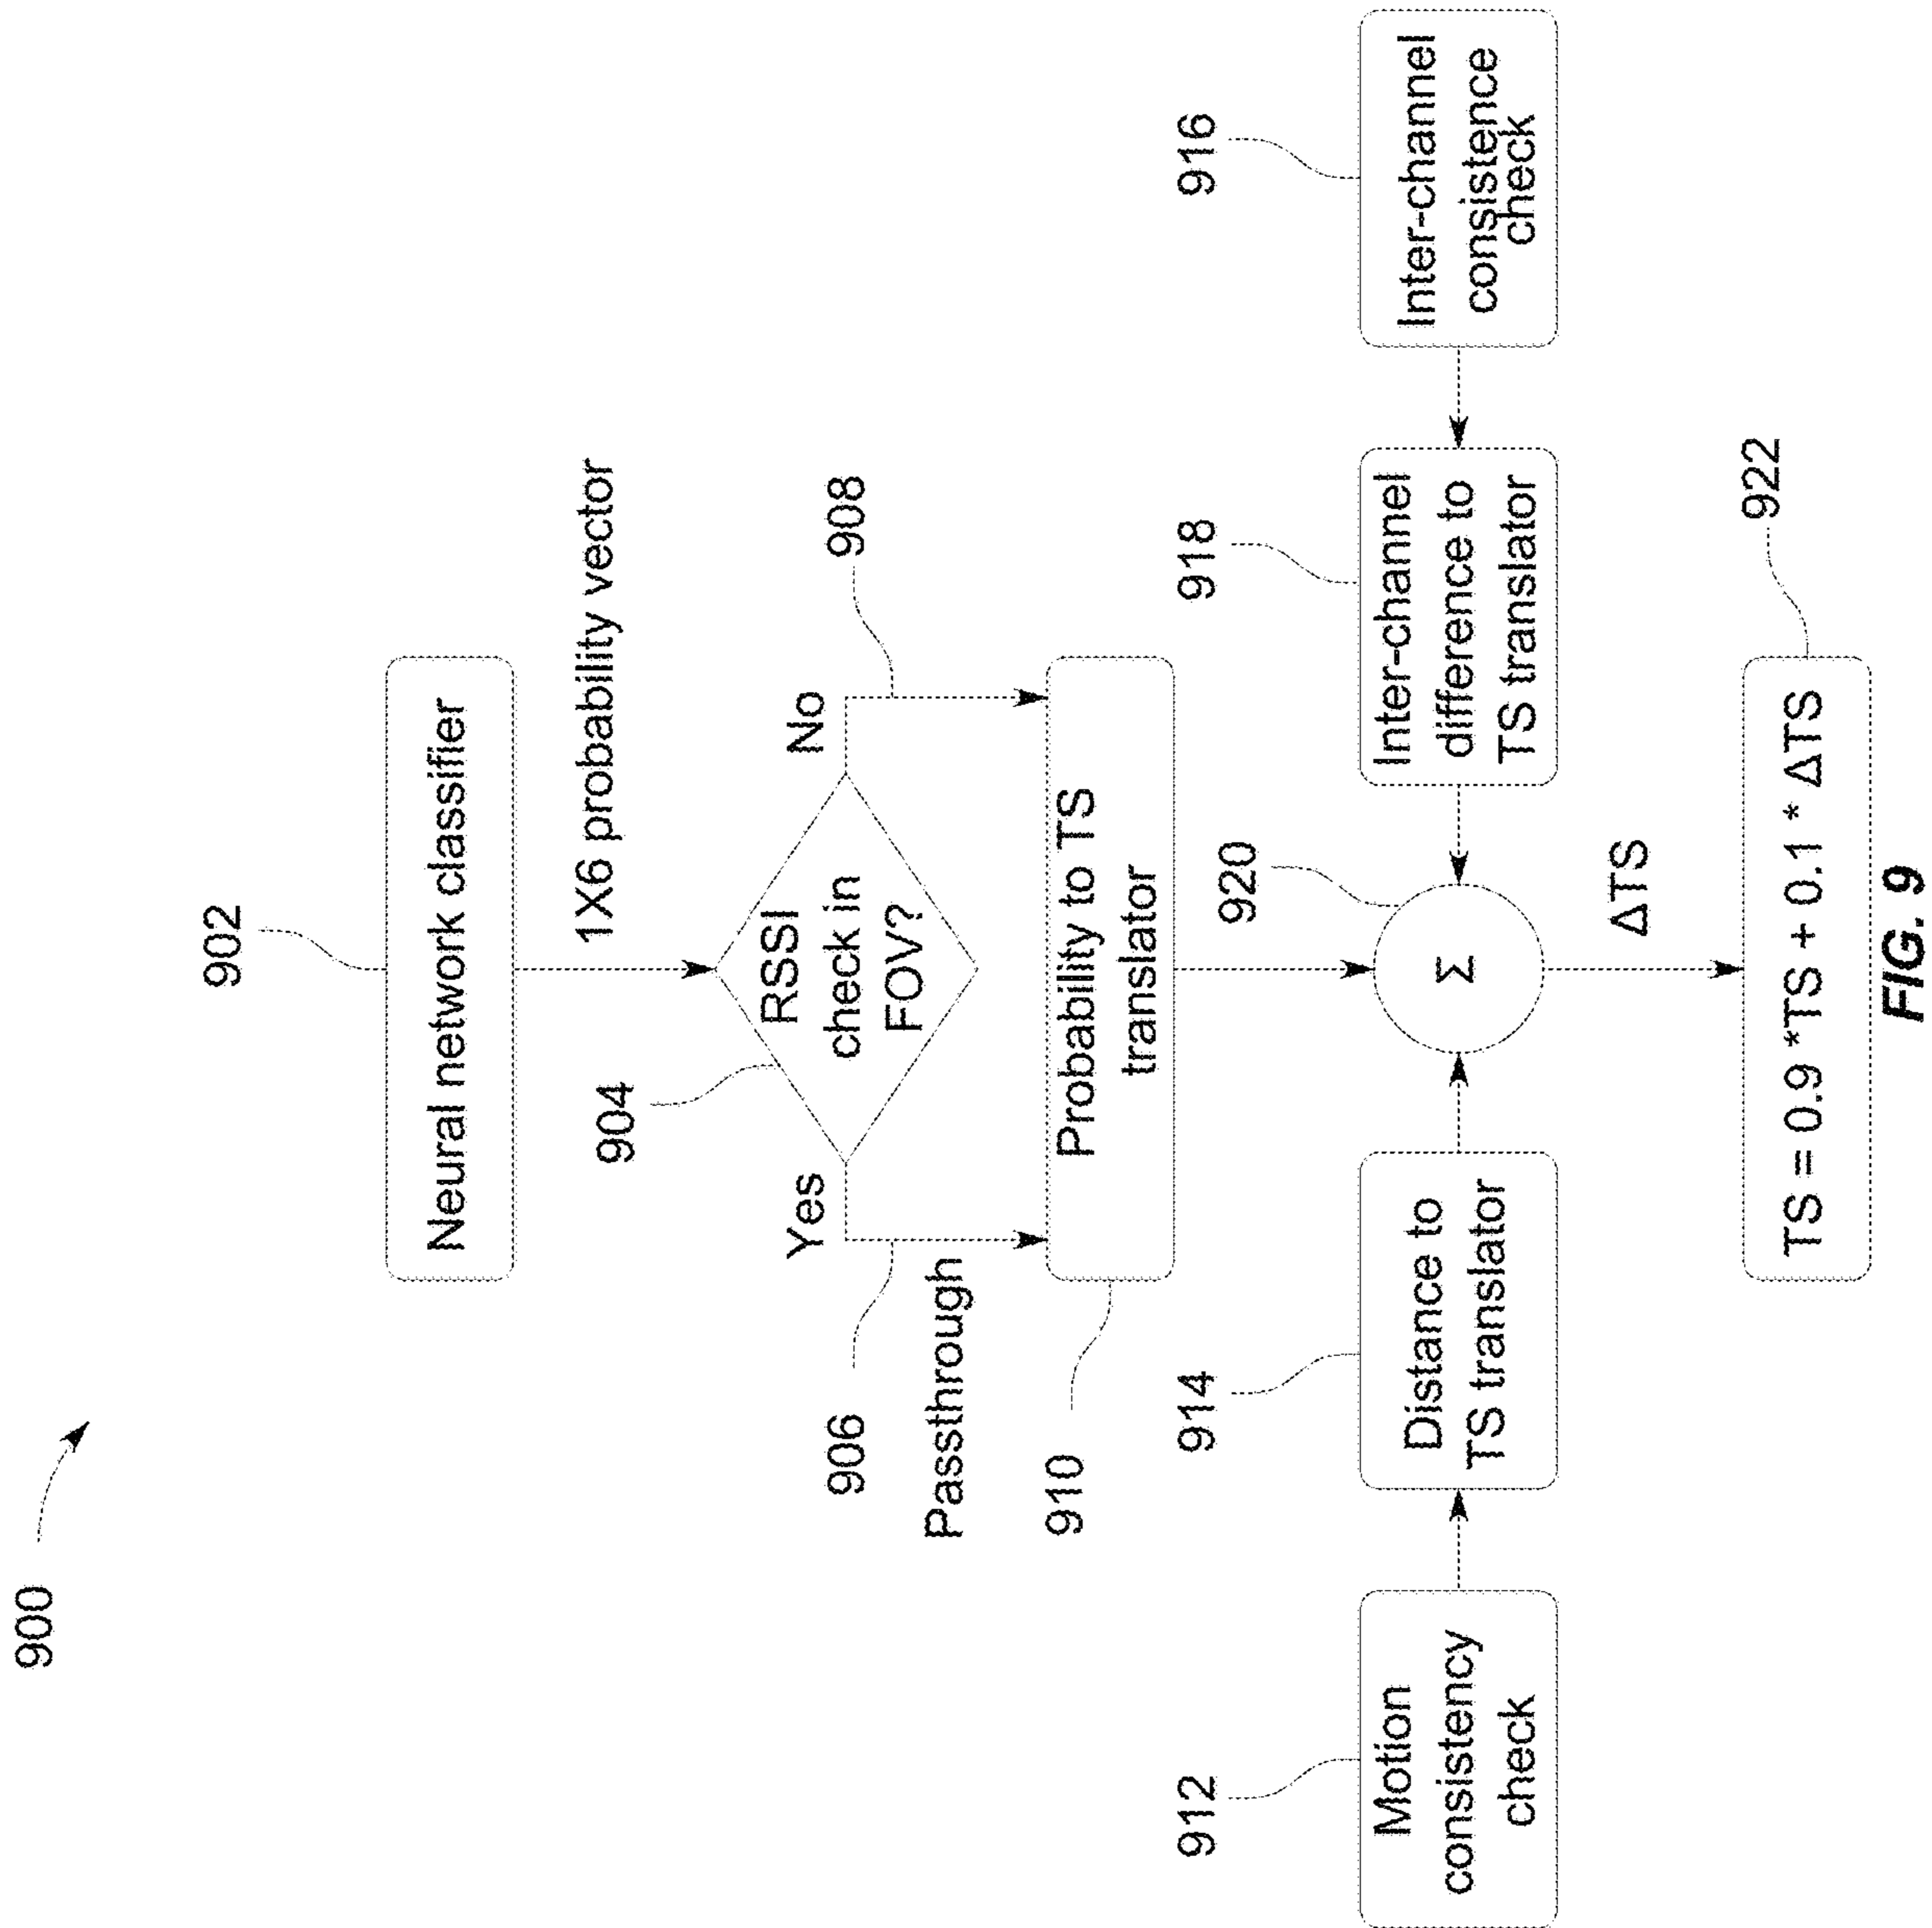 900
902
Neural network classifier
1X6 probability vector
904
RSSI
check in
FOV?
Yes
No
906
908
Passthrough
910
Probability to TS
translator
912
Motion
consistency
check
914
Distance to
TS translator
920
Σ
918
Inter-channel
difference to
TS translator
916
Inter-channel
consistence
check
ΔTS
922
TS = 0.9 *TS + 0.1 * ΔTS
FIG. 9